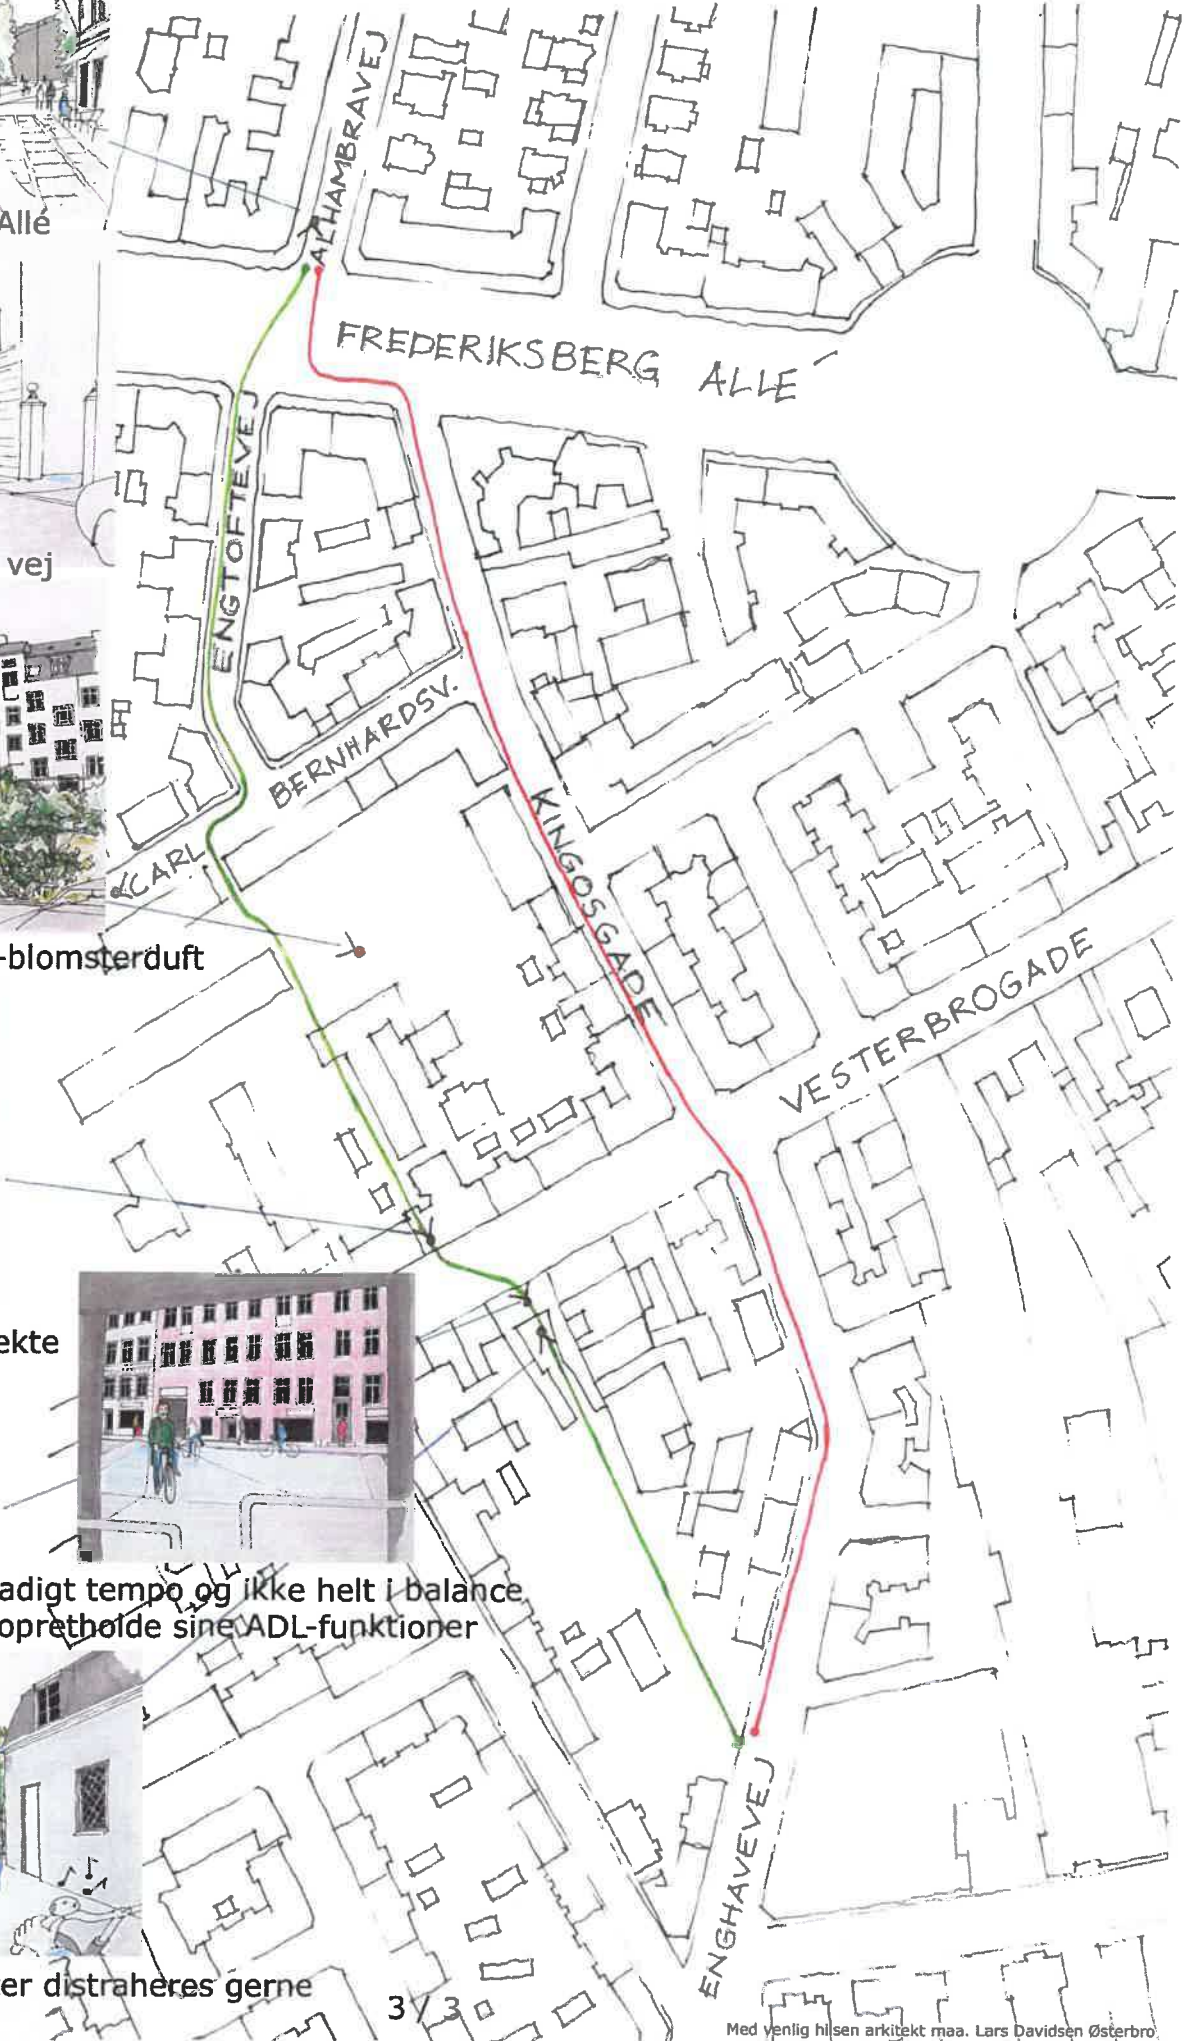 Allé
ALHAMBRAVEJ
FREDERIKSBERG ALLE
ENGTOFTEVEJ
vej
BERNHARDSV.
CARL
KINGOSGADE
-blomsterduft
VESTERBROGADE
ekte
adigt tempo og ikke helt i balance
opretholde sine ADL-funktioner
ENGHAVEVEJ
er distraheres gerne
3 / 3
Med venlig hilsen arkitekt maa. Lars Davidsen Østerbro